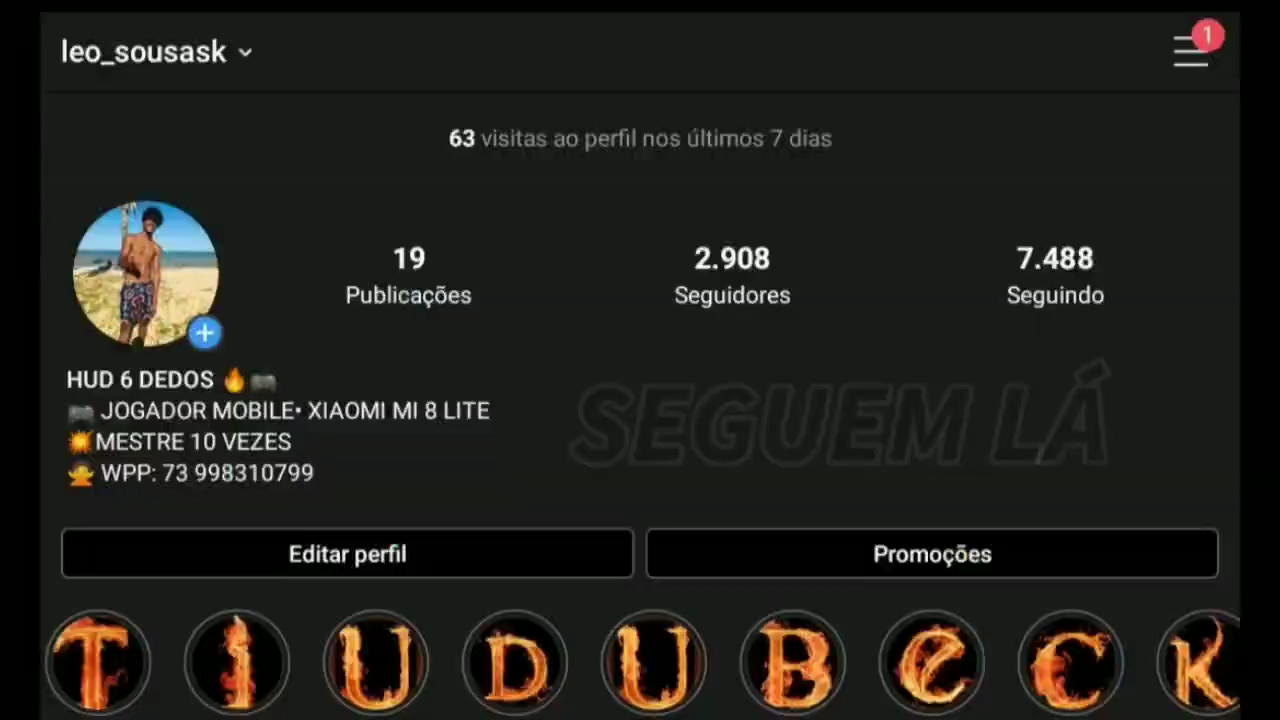 leo_sousask
1
63 visitas ao perfil nos últimos 7 dias
19 2.908 7.488
Publicações Seguidores Seguindo
HUD 6 DEDOS 🔥🎮
🎮 JOGADOR MOBILE• XIAOMI MI 8 LITE
💥MESTRE 10 VEZES
🙅 WPP: 73 998310799
SEGUEM LÁ
Editar perfil Promoções
T i U D U B e C K